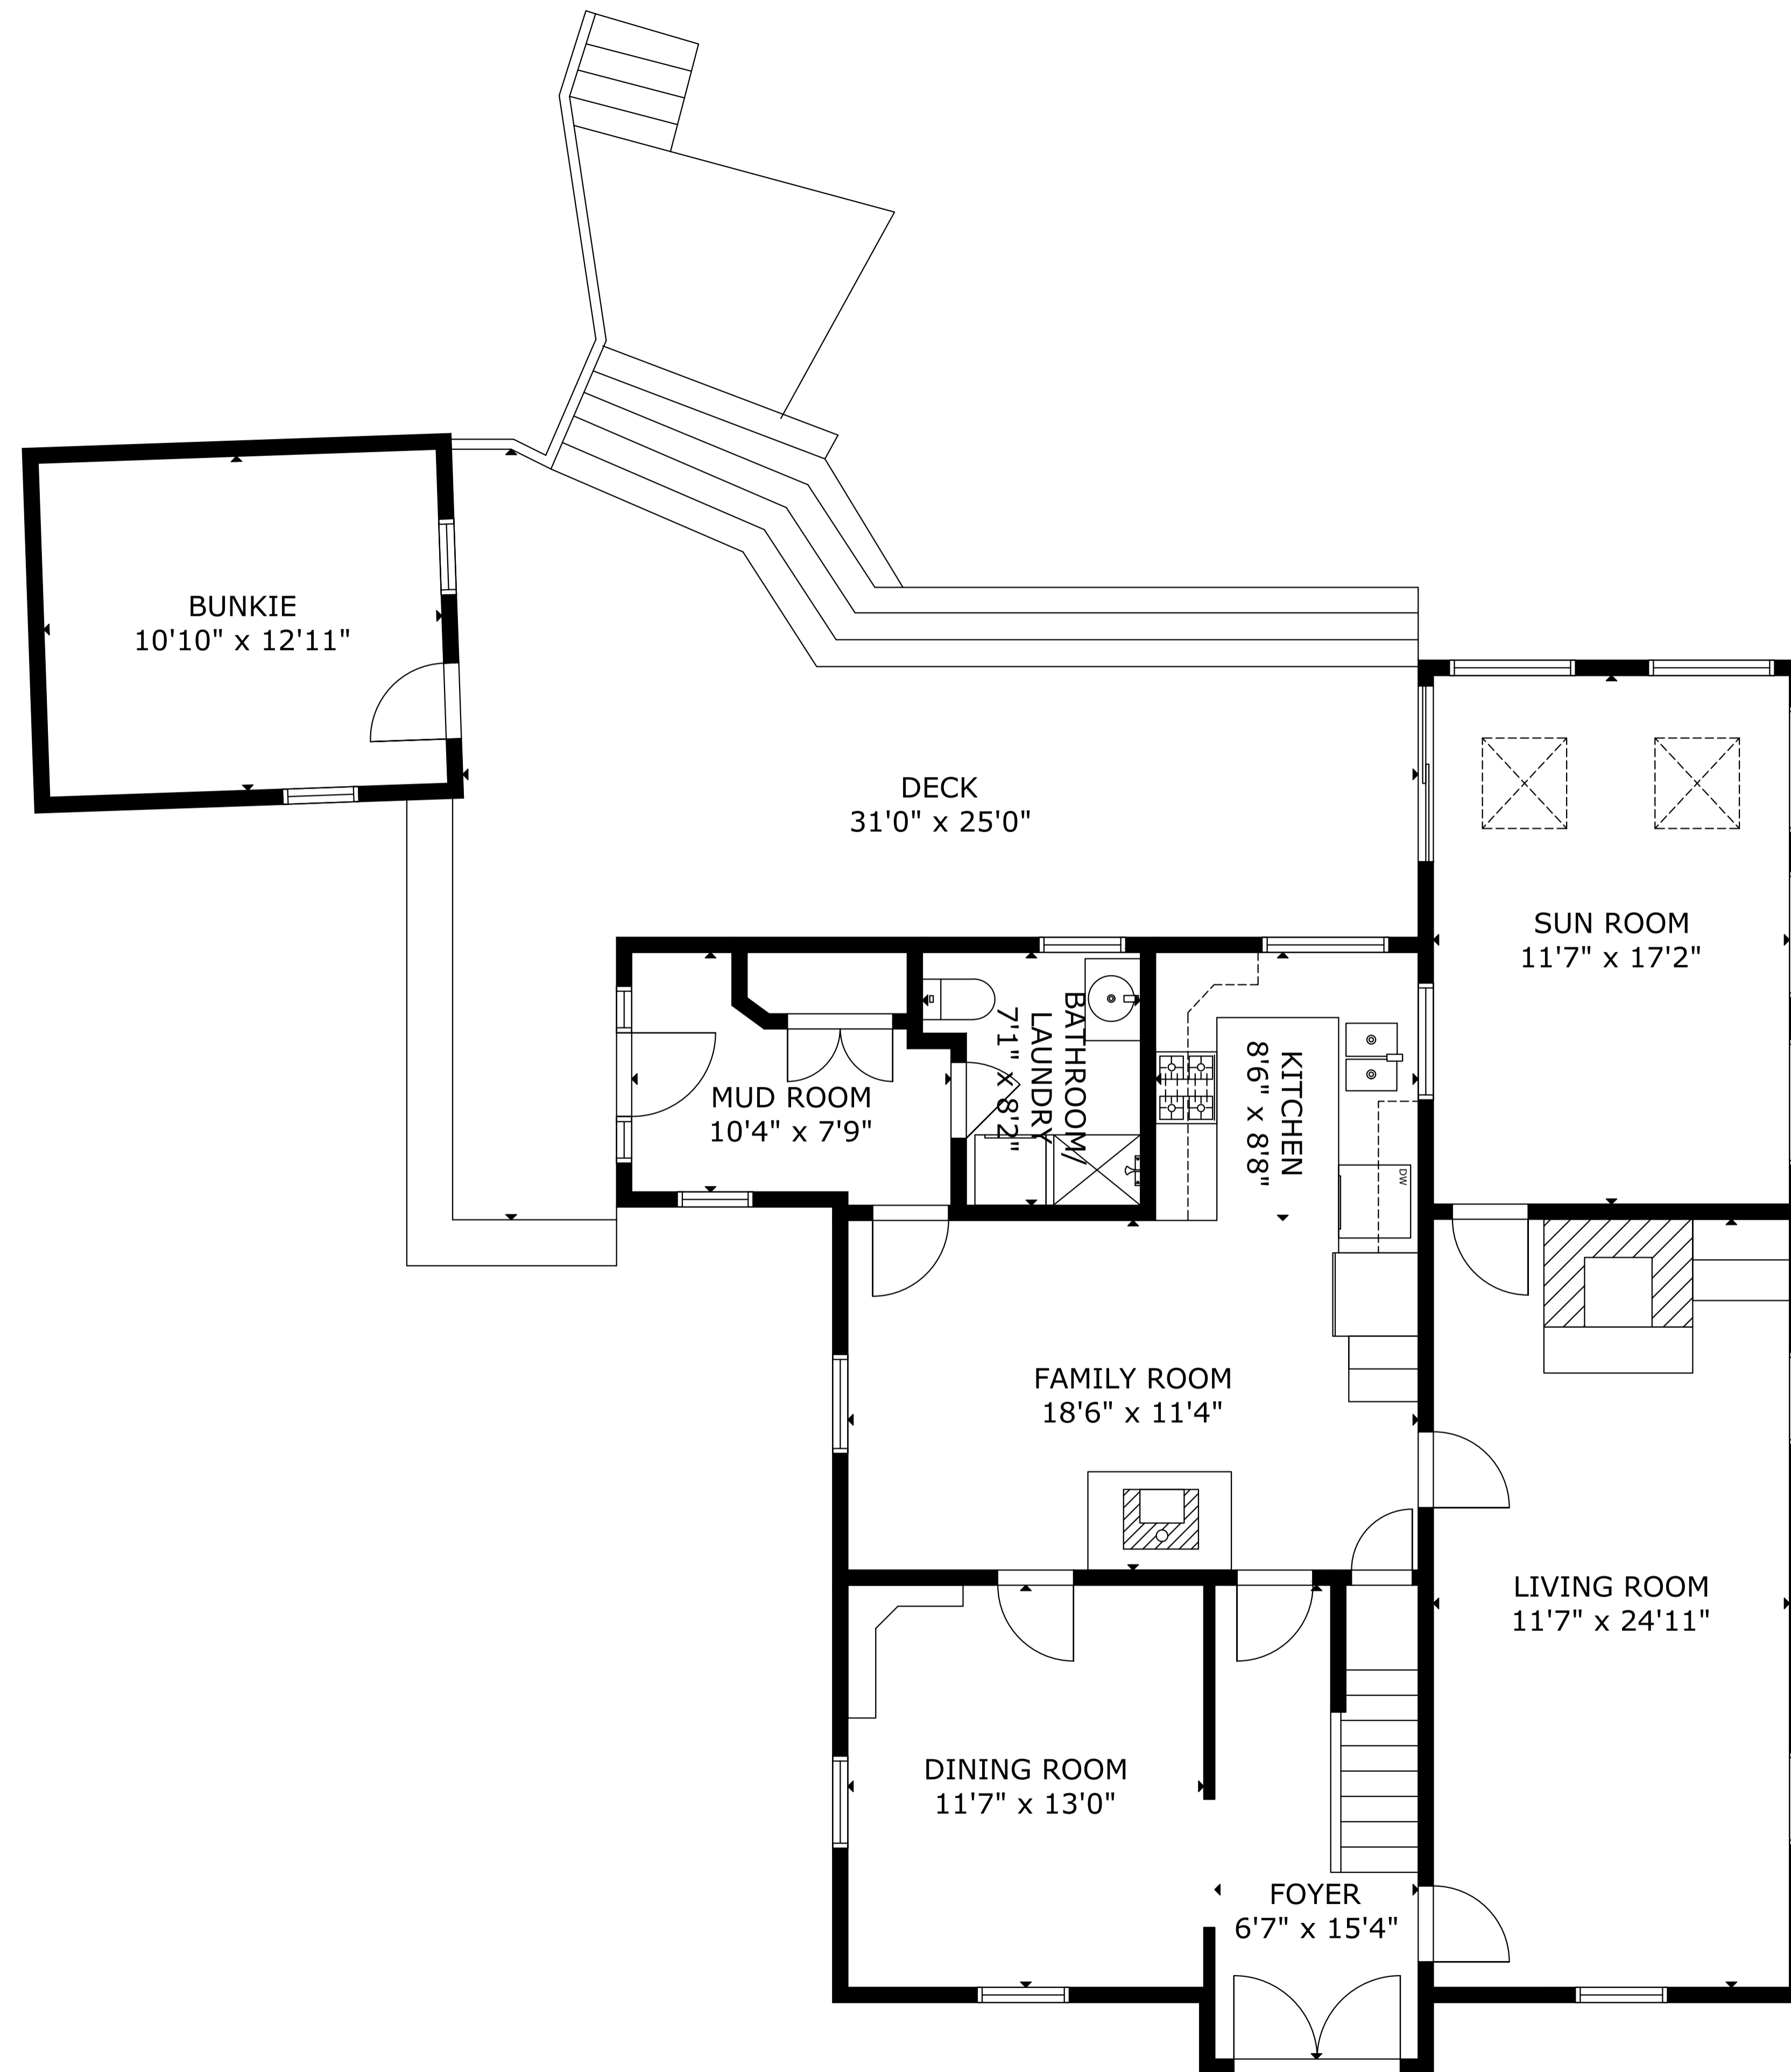 BUNKIE
10'10" x 12'11"
DECK
31'0" x 25'0"
SUN ROOM
11'7" x 17'2"
MUD ROOM
10'4" x 7'9"
BATHROOM/
LAUNDRY
7'1" x 8'2"
KITCHEN
8'6" x 8'8"
DW
FAMILY ROOM
18'6" x 11'4"
LIVING ROOM
11'7" x 24'11"
DINING ROOM
11'7" x 13'0"
FOYER
6'7" x 15'4"